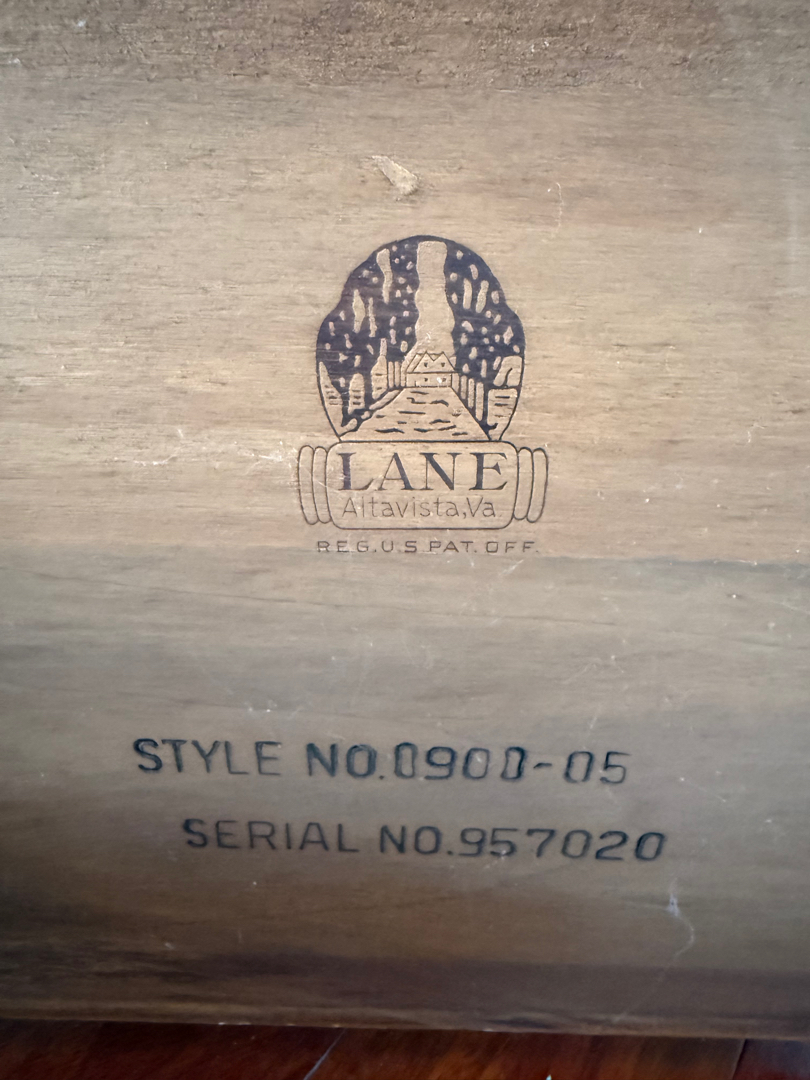 LANE
Altavista,Va.
REG.U.S.PAT.OFF.
STYLE NO.0900-05
SERIAL NO.957020